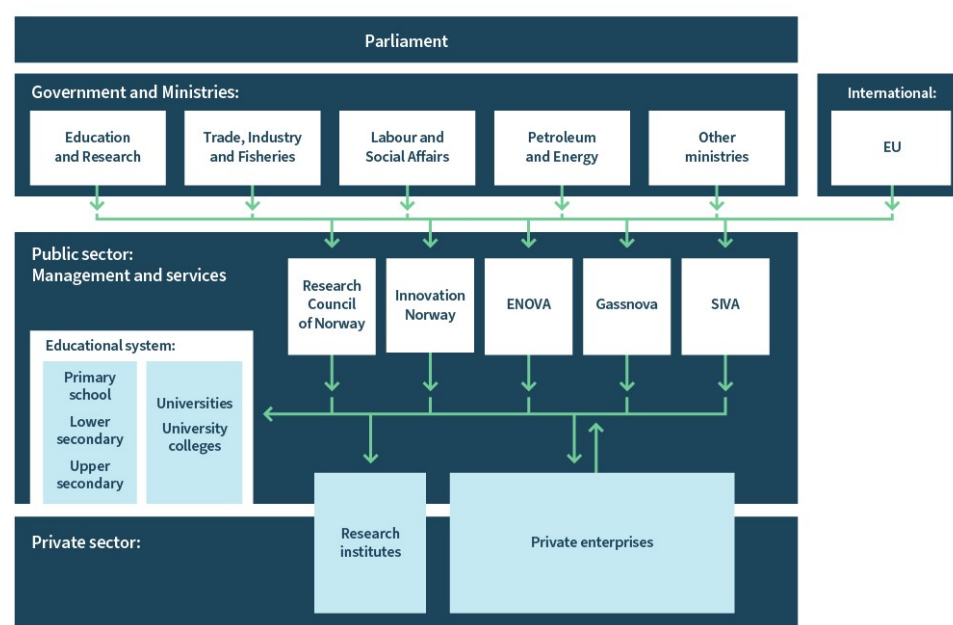 Parliament
Government and Ministries:
Education
and Research
Trade, Industry
and Fisheries
Labour and
Social Affairs
Petroleum
and Energy
Other
ministries
International:
EU
Public sector:
Management and services
Research
Council
of Norway
Innovation
Norway
ENOVA
Gassnova
SIVA
Educational system:
Primary
school
Lower
secondary
Upper
secondary
Universities
University
colleges
Private sector:
Research
institutes
Private enterprises